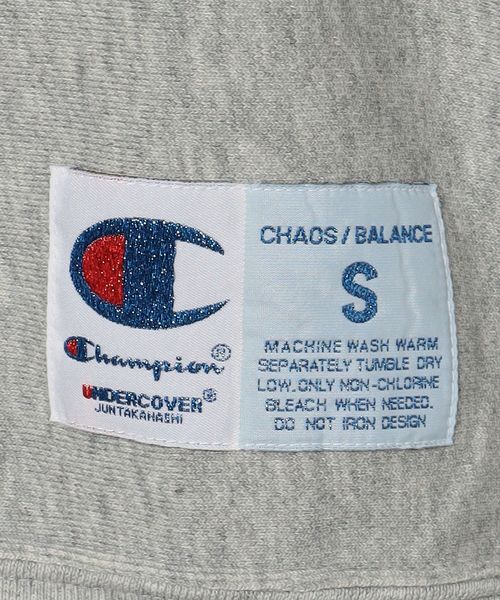 Champion®
UNDERCOVER®
JUNTAKAHASHI
CHAOS / BALANCE
S
MACHINE WASH WARM
SEPARATELY TUMBLE DRY
LOW. ONLY NON-CHLORINE
BLEACH WHEN NEEDED.
DO NOT IRON DESIGN